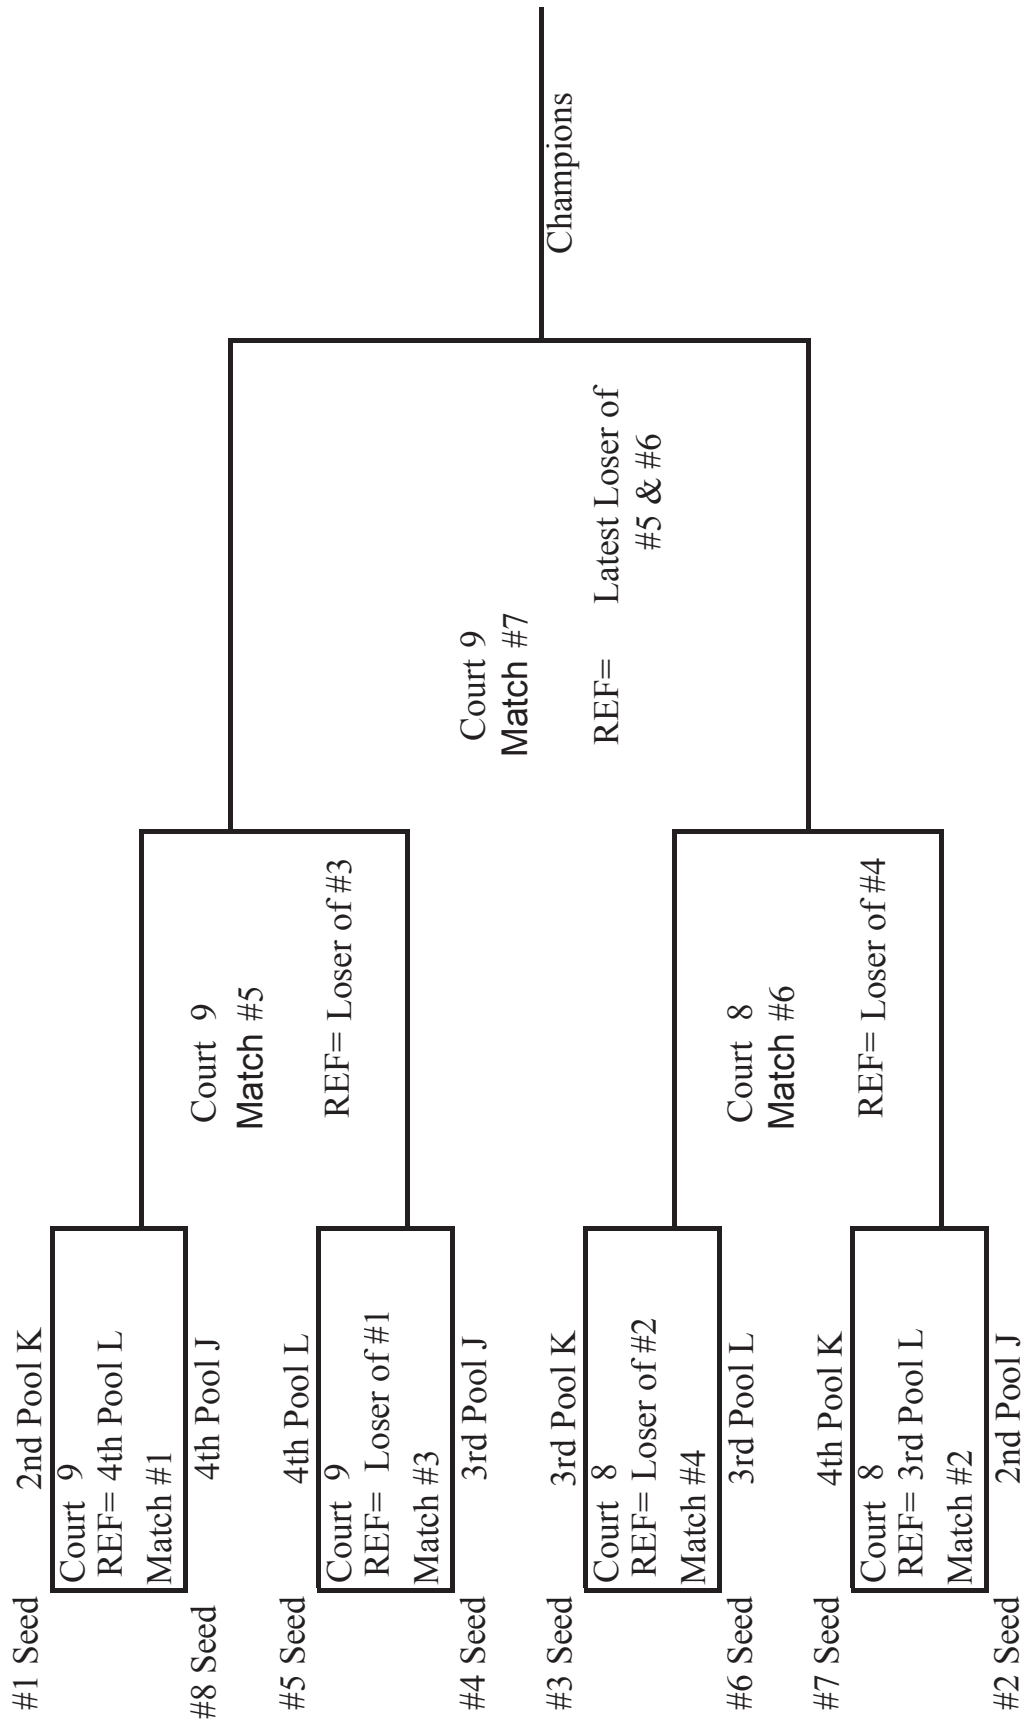 #1 Seed
2nd Pool K
Court 9
REF= 4th Pool L
Match #1
#8 Seed
4th Pool J
#5 Seed
4th Pool L
Court 9
REF= Loser of #1
Match #3
#4 Seed
3rd Pool J
#3 Seed
3rd Pool K
Court 8
REF= Loser of #2
Match #4
#6 Seed
3rd Pool L
#7 Seed
4th Pool K
Court 8
REF= 3rd Pool L
Match #2
#2 Seed
2nd Pool J
Court 9
Match #5
REF= Loser of #3
Court 8
Match #6
REF= Loser of #4
Court 9
Match #7
REF= Latest Loser of
#5 & #6
Champions